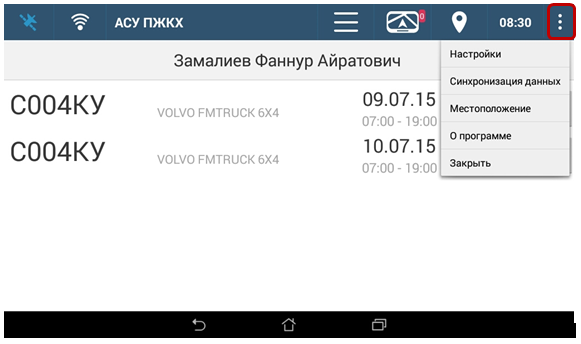 АСУ ПЖКХ 0 08:30
Замалиев Фаннур Айратович
С004КУ VOLVO FMTRUCK 6X4 09.07.15
07:00 - 19:00
С004КУ VOLVO FMTRUCK 6X4 10.07.15
07:00 - 19:00
Настройки
Синхронизация данных
Местоположение
О программе
Закрыть